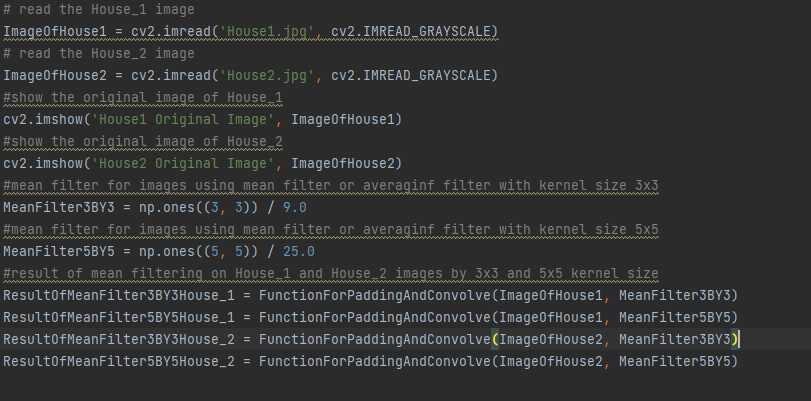 # read the House_1 image
ImageOfHouse1 = cv2.imread('House1.jpg', cv2.IMREAD_GRAYSCALE)
# read the House_2 image
ImageOfHouse2 = cv2.imread('House2.jpg', cv2.IMREAD_GRAYSCALE)
#show the original image of House_1
cv2.imshow('House1 Original Image', ImageOfHouse1)
#show the original image of House_2
cv2.imshow('House2 Original Image', ImageOfHouse2)
#mean filter for images using mean filter or averaginf filter with kernel size 3x3
MeanFilter3BY3 = np.ones((3, 3)) / 9.0
#mean filter for images using mean filter or averaginf filter with kernel size 5x5
MeanFilter5BY5 = np.ones((5, 5)) / 25.0
#result of mean filtering on House_1 and House_2 images by 3x3 and 5x5 kernel size
ResultOfMeanFilter3BY3House_1 = FunctionForPaddingAndConvolve(ImageOfHouse1, MeanFilter3BY3)
ResultOfMeanFilter5BY5House_1 = FunctionForPaddingAndConvolve(ImageOfHouse1, MeanFilter5BY5)
ResultOfMeanFilter3BY3House_2 = FunctionForPaddingAndConvolve(ImageOfHouse2, MeanFilter3BY3)
ResultOfMeanFilter5BY5House_2 = FunctionForPaddingAndConvolve(ImageOfHouse2, MeanFilter5BY5)